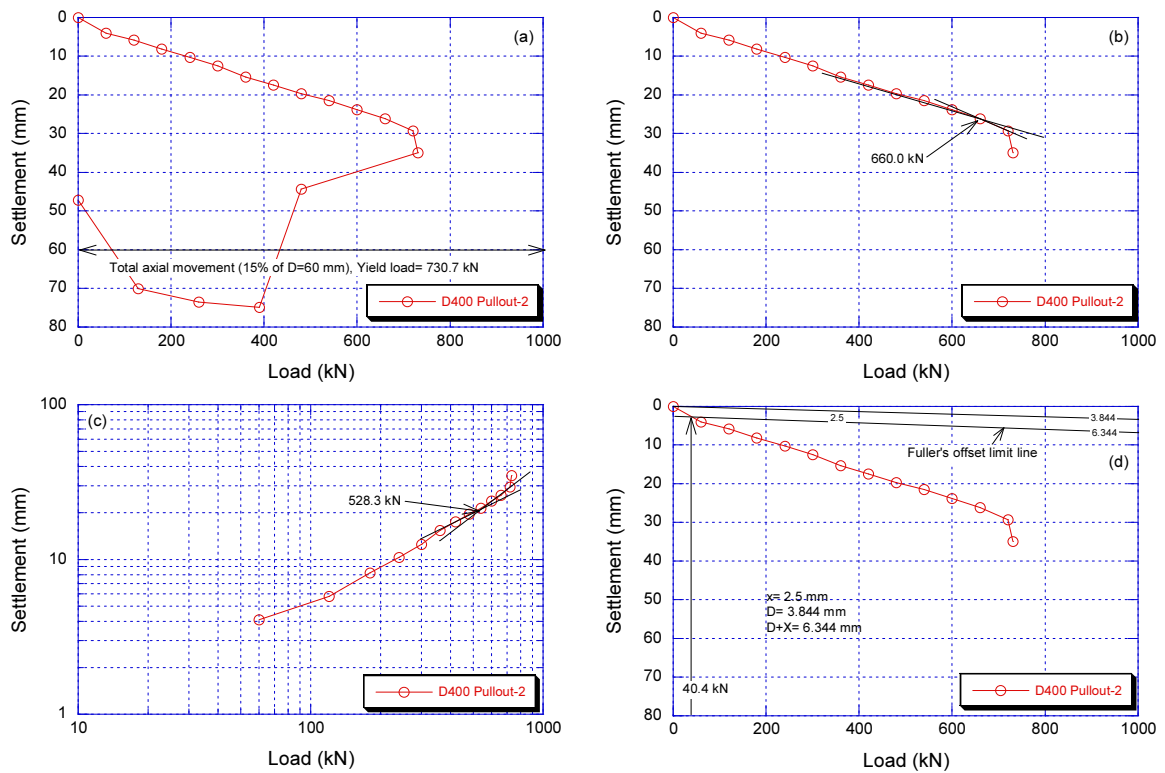 0
10
20
30
40
50
60
70
80
Settlement (mm)
(a)
Total axial movement (15% of D=60 mm), Yield load= 730.7 kN
D400 Pullout-2
0 200 400 600 800 1000
Load (kN)
0
10
20
30
40
50
60
70
80
Settlement (mm)
(b)
660.0 kN
D400 Pullout-2
0 200 400 600 800 1000
Load (kN)
100
10
1
Settlement (mm)
(c)
528.3 kN
D400 Pullout-2
10 100 1000
Load (kN)
0
10
20
30
40
50
60
70
80
Settlement (mm)
2.5
3.844
6.344
Fuller's offset limit line
(d)
x= 2.5 mm
D= 3.844 mm
D+X= 6.344 mm
40.4 kN
D400 Pullout-2
0 200 400 600 800 1000
Load (kN)